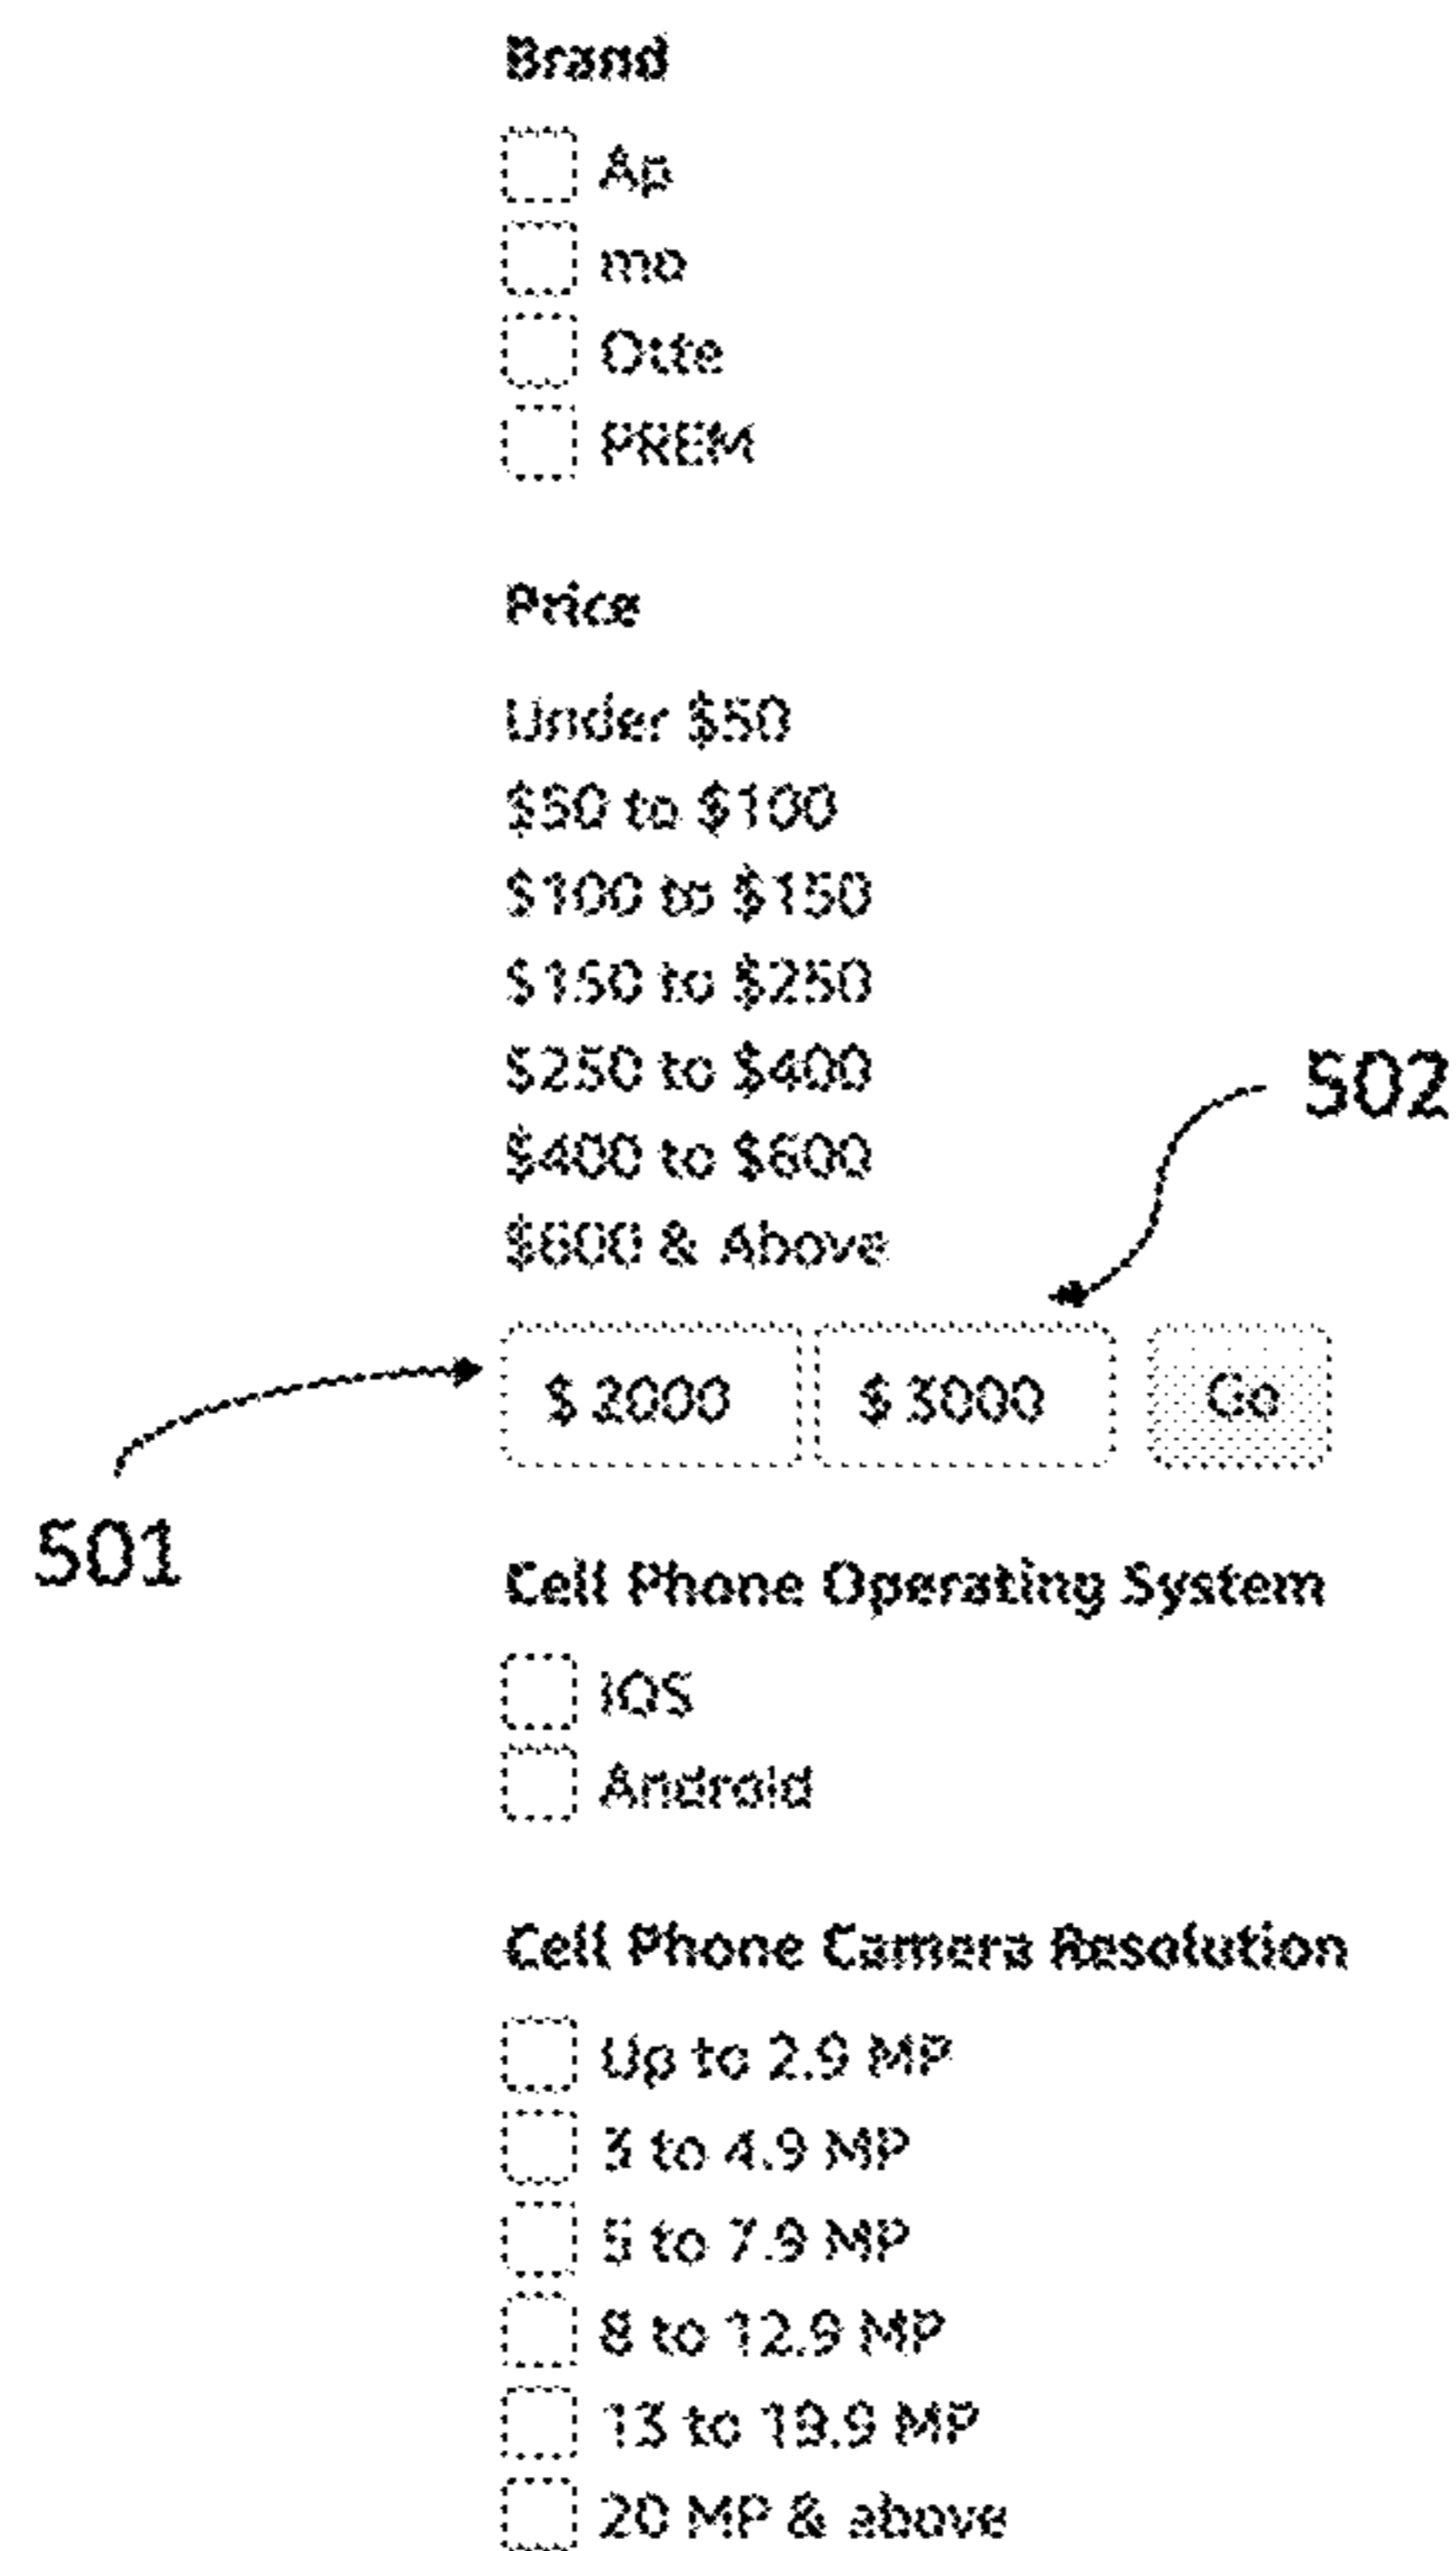 Brand
Ap
mo
Otte
PREM
Price
Under $50
$50 to $100
$100 to $150
$150 to $250
$250 to $400
502
$400 to $600
$600 & Above
$ 2000 $ 3000 Go
501
Cell Phone Operating System
iOS
Android
Cell Phone Camera Resolution
Up to 2.9 MP
3 to 4.9 MP
5 to 7.9 MP
8 to 12.9 MP
13 to 19.9 MP
20 MP & above